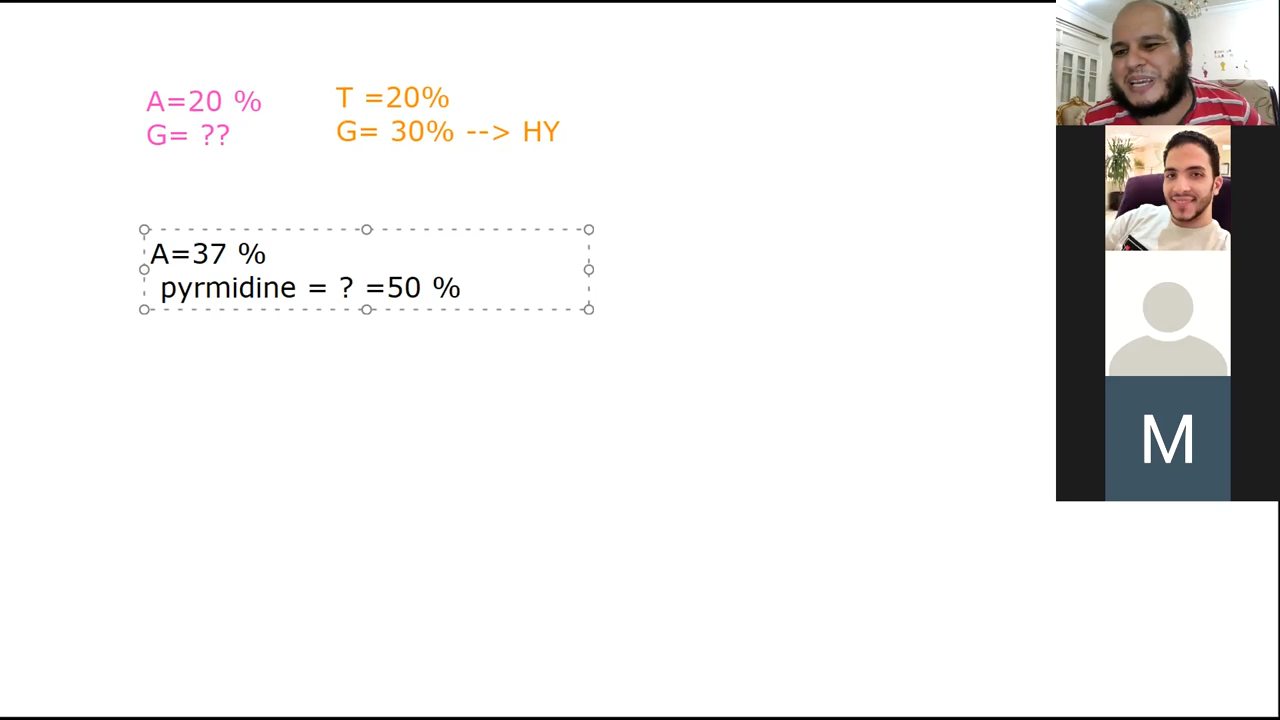 A=20 %
G= ??
T =20%
G= 30% --> HY
A=37 %
pyrmidine = ? =50 %
M